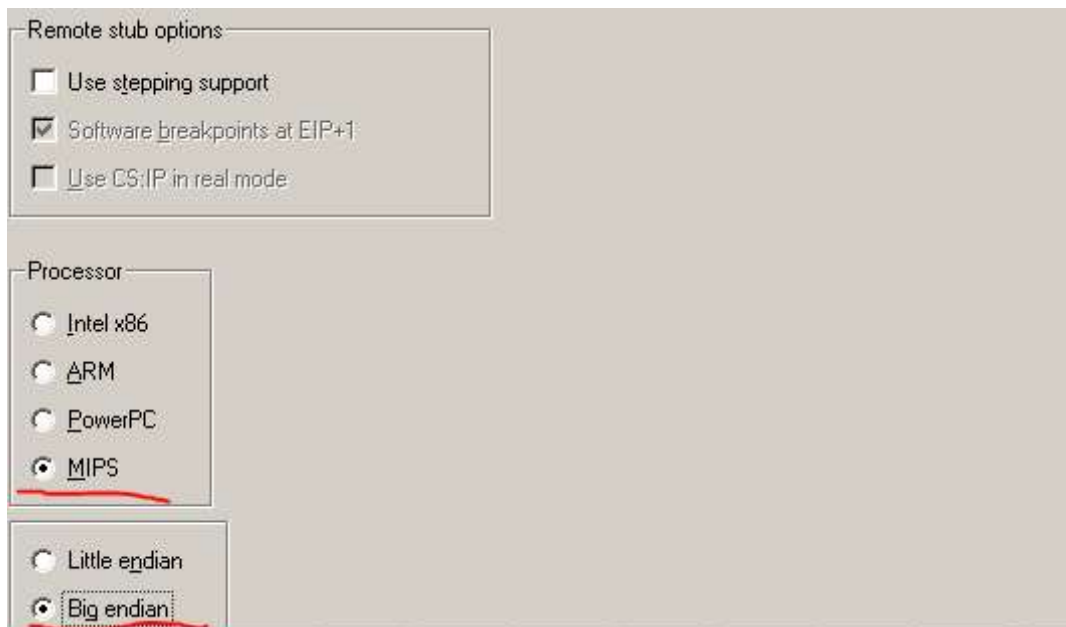 Remote stub options
Use stepping support
Software breakpoints at EIP+1
Use CS:IP in real mode
Processor
Intel x86
ARM
PowerPC
MIPS
Little endian
Big endian